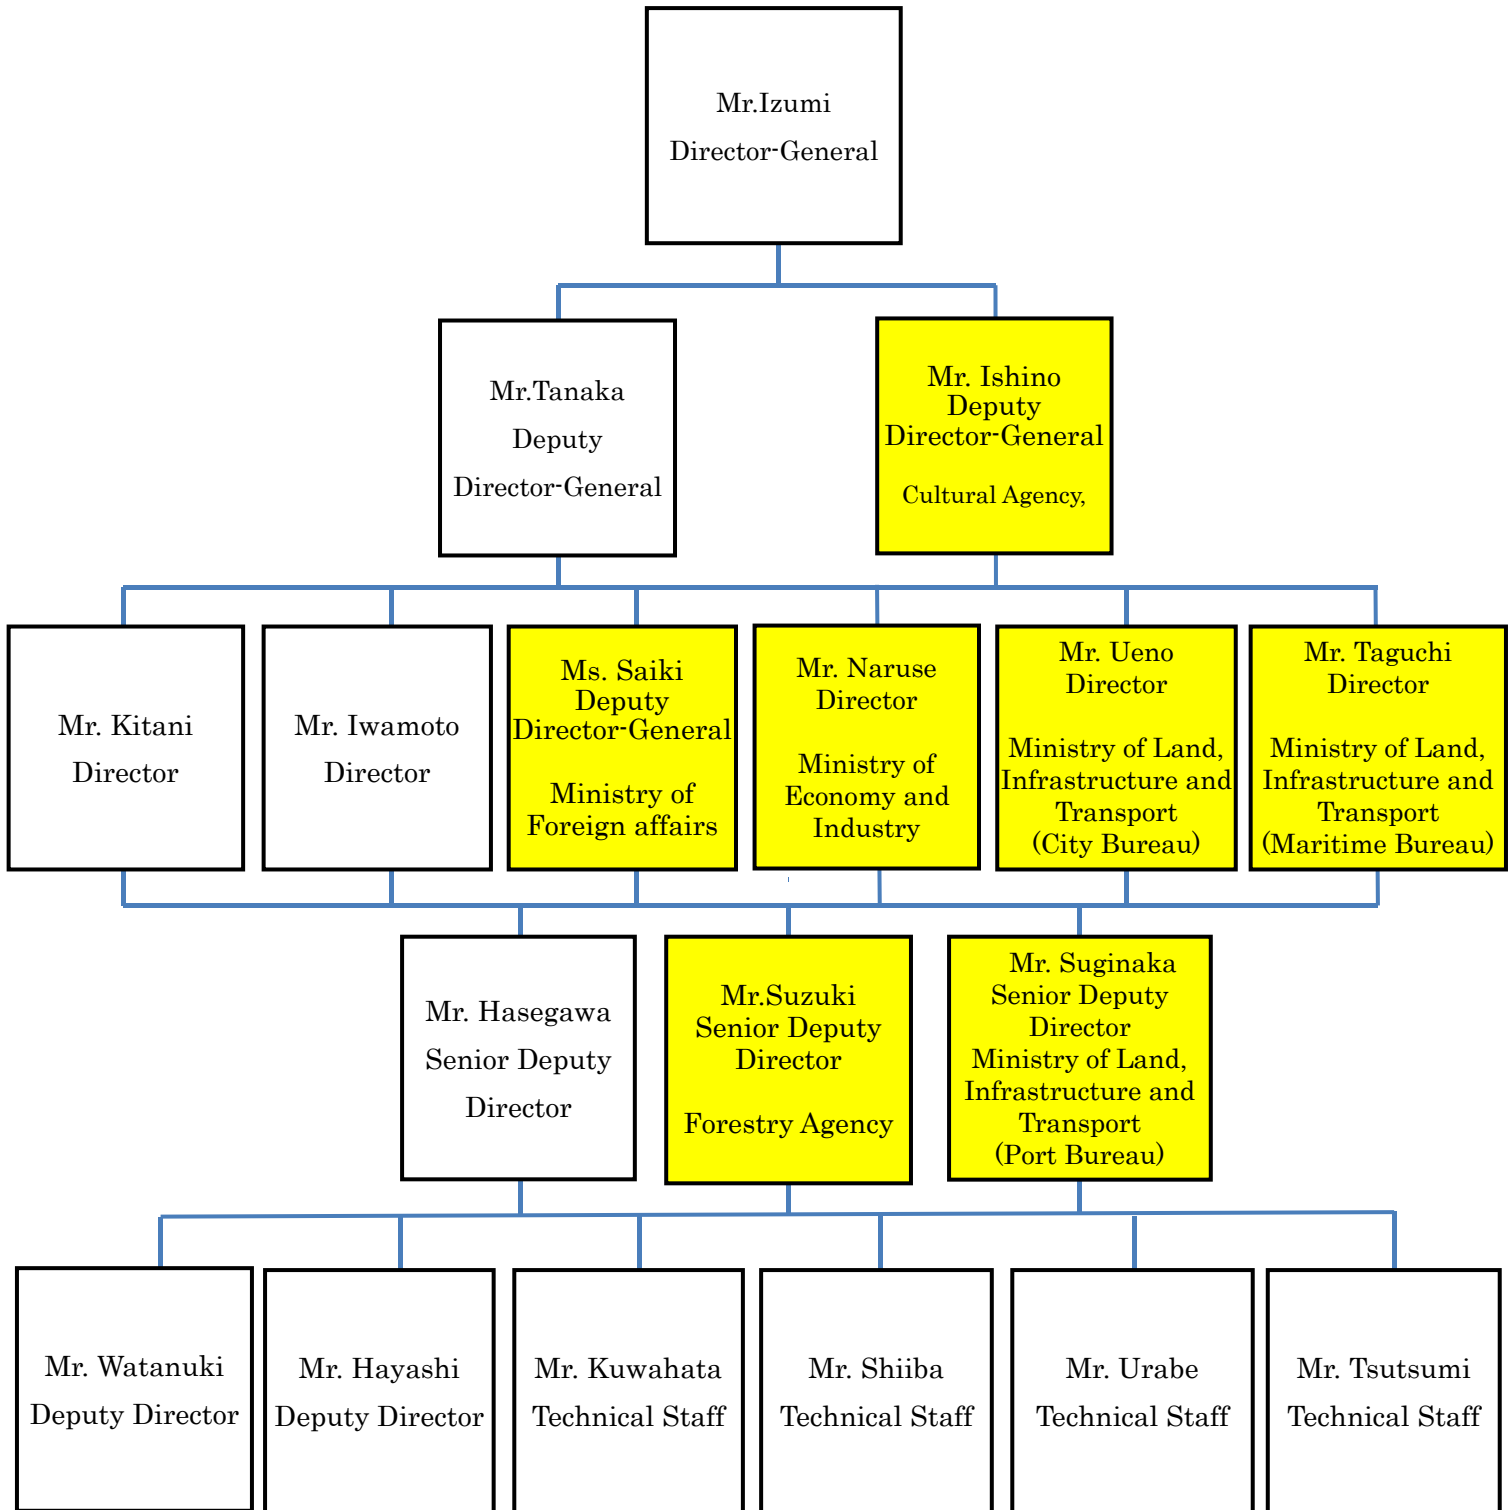 Mr.Izumi
Director-General
Mr.Tanaka
Deputy
Director-General
Mr. Ishino
Deputy
Director-General
Cultural Agency,
Mr. Kitani
Director
Mr. Iwamoto
Director
Ms. Saiki
Deputy
Director-General
Ministry of
Foreign affairs
Mr. Naruse
Director
Ministry of
Economy and
Industry
Mr. Ueno
Director
Ministry of Land,
Infrastructure and
Transport
(City Bureau)
Mr. Taguchi
Director
Ministry of Land,
Infrastructure and
Transport
(Maritime Bureau)
Mr. Hasegawa
Senior Deputy
Director
Mr.Suzuki
Senior Deputy
Director
Forestry Agency
Mr. Suginaka
Senior Deputy
Director
Ministry of Land,
Infrastructure and
Transport
(Port Bureau)
Mr. Watanuki
Deputy Director
Mr. Hayashi
Deputy Director
Mr. Kuwahata
Technical Staff
Mr. Shiiba
Technical Staff
Mr. Urabe
Technical Staff
Mr. Tsutsumi
Technical Staff